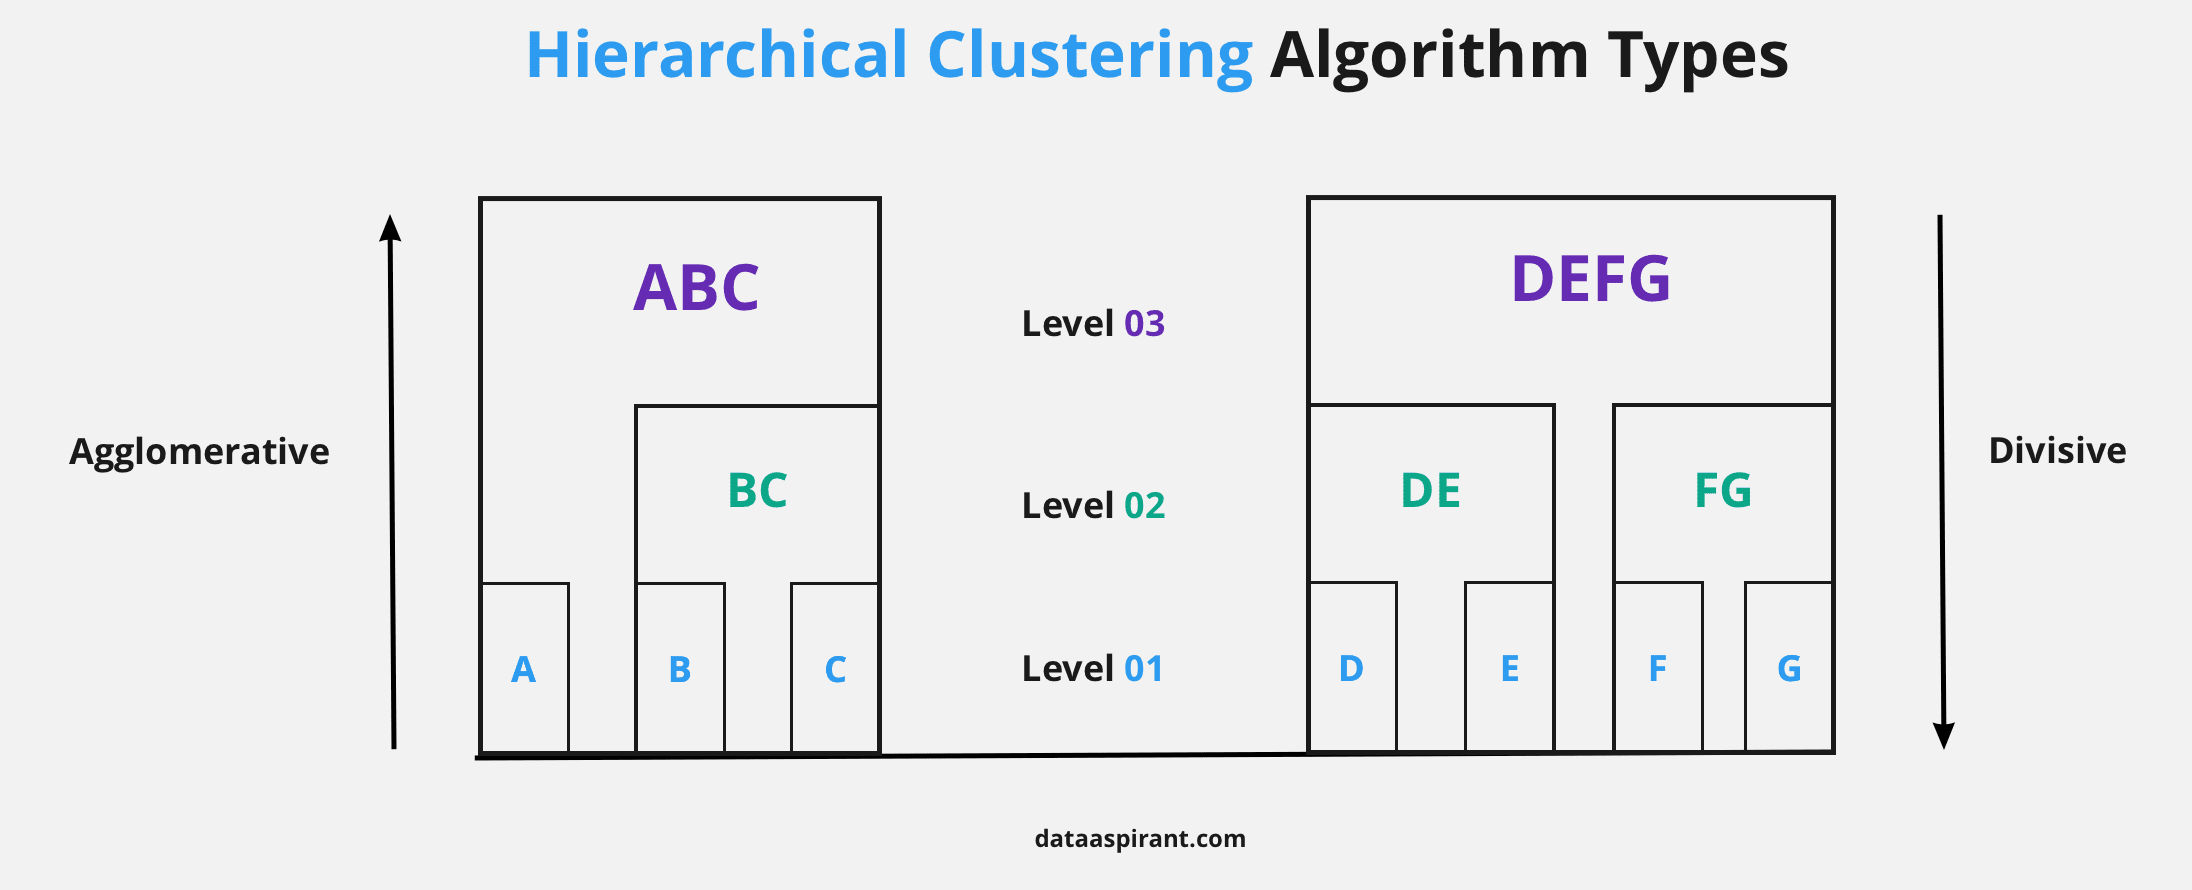 Hierarchical Clustering Algorithm Types
ABC
DEFG
Level 03
Agglomerative
Divisive
BC
Level 02
DE
FG
A
B
C
Level 01
D
E
F
G
dataaspirant.com